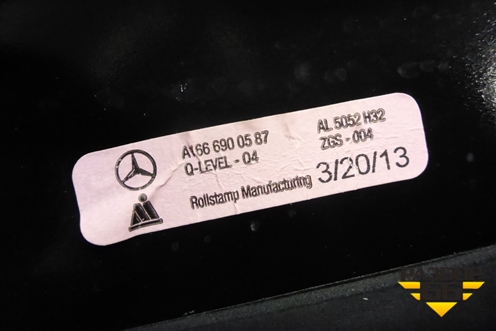 A166 690 05 87
Q-LEVEL - 04
AL 5052 H32
ZGS - 004
Rollstamp Manufacturing
3/20/13